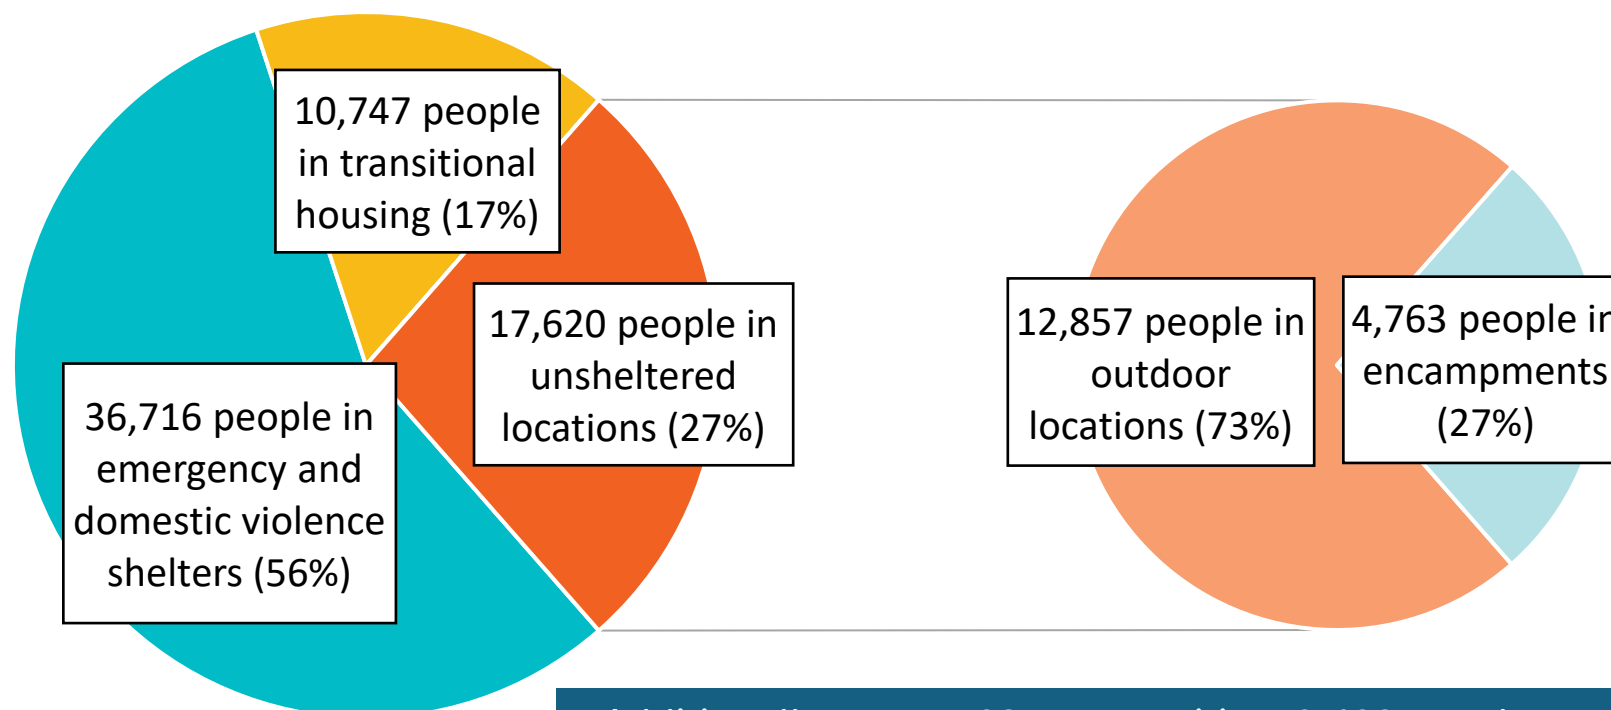 10,747 people
in transitional
housing (17%)
17,620 people in
unsheltered
locations (27%)
36,716 people in
emergency and
domestic violence
shelters (56%)
12,857 people in
outdoor
locations (73%)
4,763 people in
encampments
(27%)